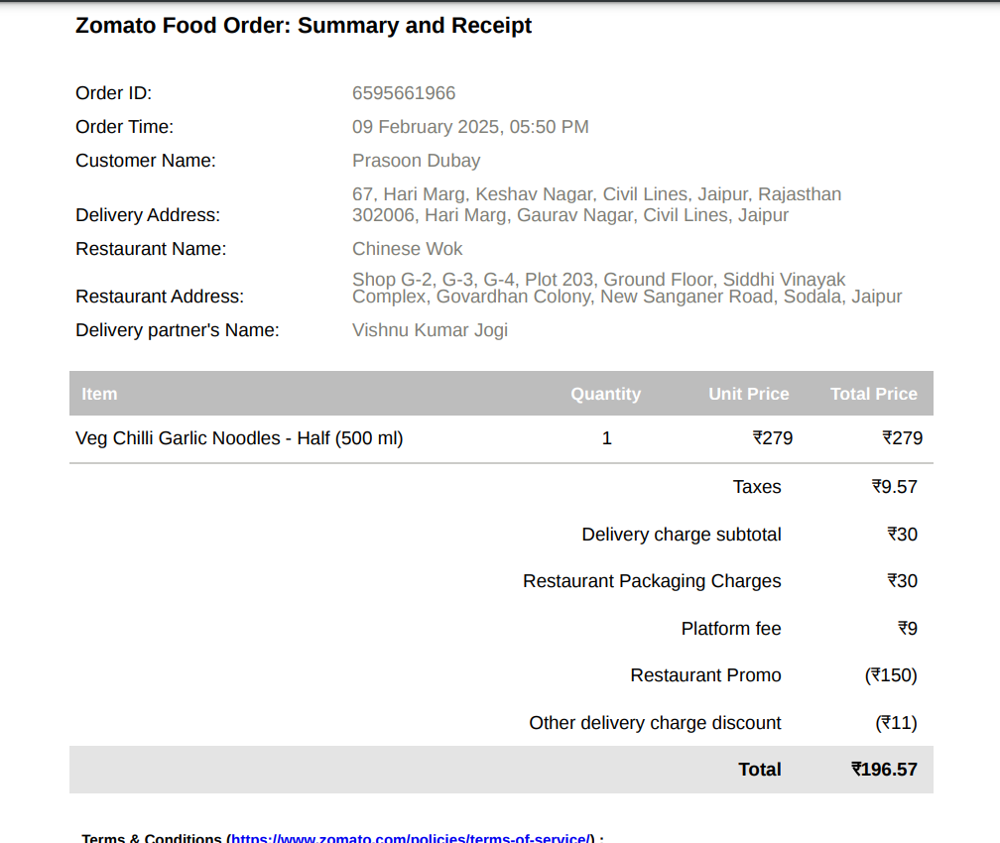 Zomato Food Order: Summary and Receipt
Order ID: 6595661966
Order Time: 09 February 2025, 05:50 PM
Customer Name: Prasoon Dubay
67, Hari Marg, Keshav Nagar, Civil Lines, Jaipur, Rajasthan
Delivery Address: 302006, Hari Marg, Gaurav Nagar, Civil Lines, Jaipur
Restaurant Name: Chinese Wok
Shop G-2, G-3, G-4, Plot 203, Ground Floor, Siddhi Vinayak
Restaurant Address: Complex, Govardhan Colony, New Sanganer Road, Sodala, Jaipur
Delivery partner's Name: Vishnu Kumar Jogi
Item Quantity Unit Price Total Price
Veg Chilli Garlic Noodles - Half (500 ml) 1 ₹279 ₹279
Taxes ₹9.57
Delivery charge subtotal ₹30
Restaurant Packaging Charges ₹30
Platform fee ₹9
Restaurant Promo (₹150)
Other delivery charge discount (₹11)
Total ₹196.57
Terms & Conditions (https://www.zomato.com/policies/terms-of-service/) :